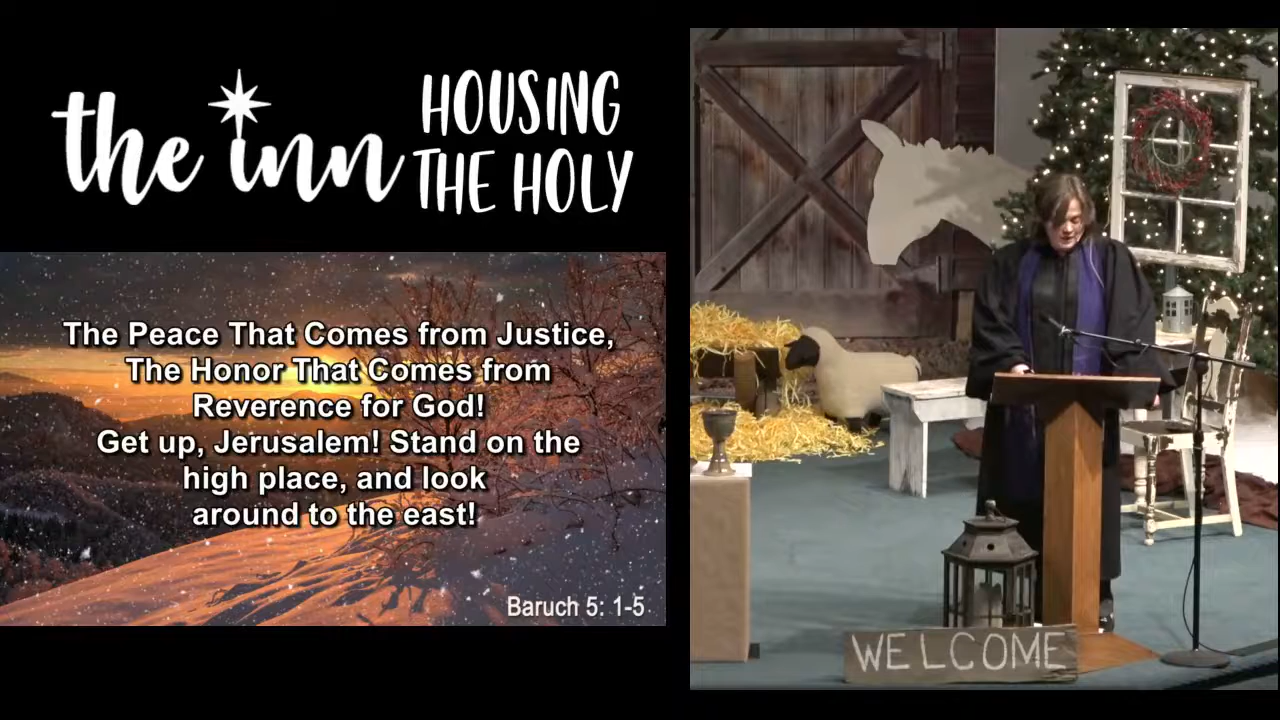 the inn
HOUSING
THE HOLY
The Peace That Comes from Justice,
The Honor That Comes from
Reverence for God!
Get up, Jerusalem! Stand on the
high place, and look
around to the east!
Baruch 5: 1-5
WELCOME